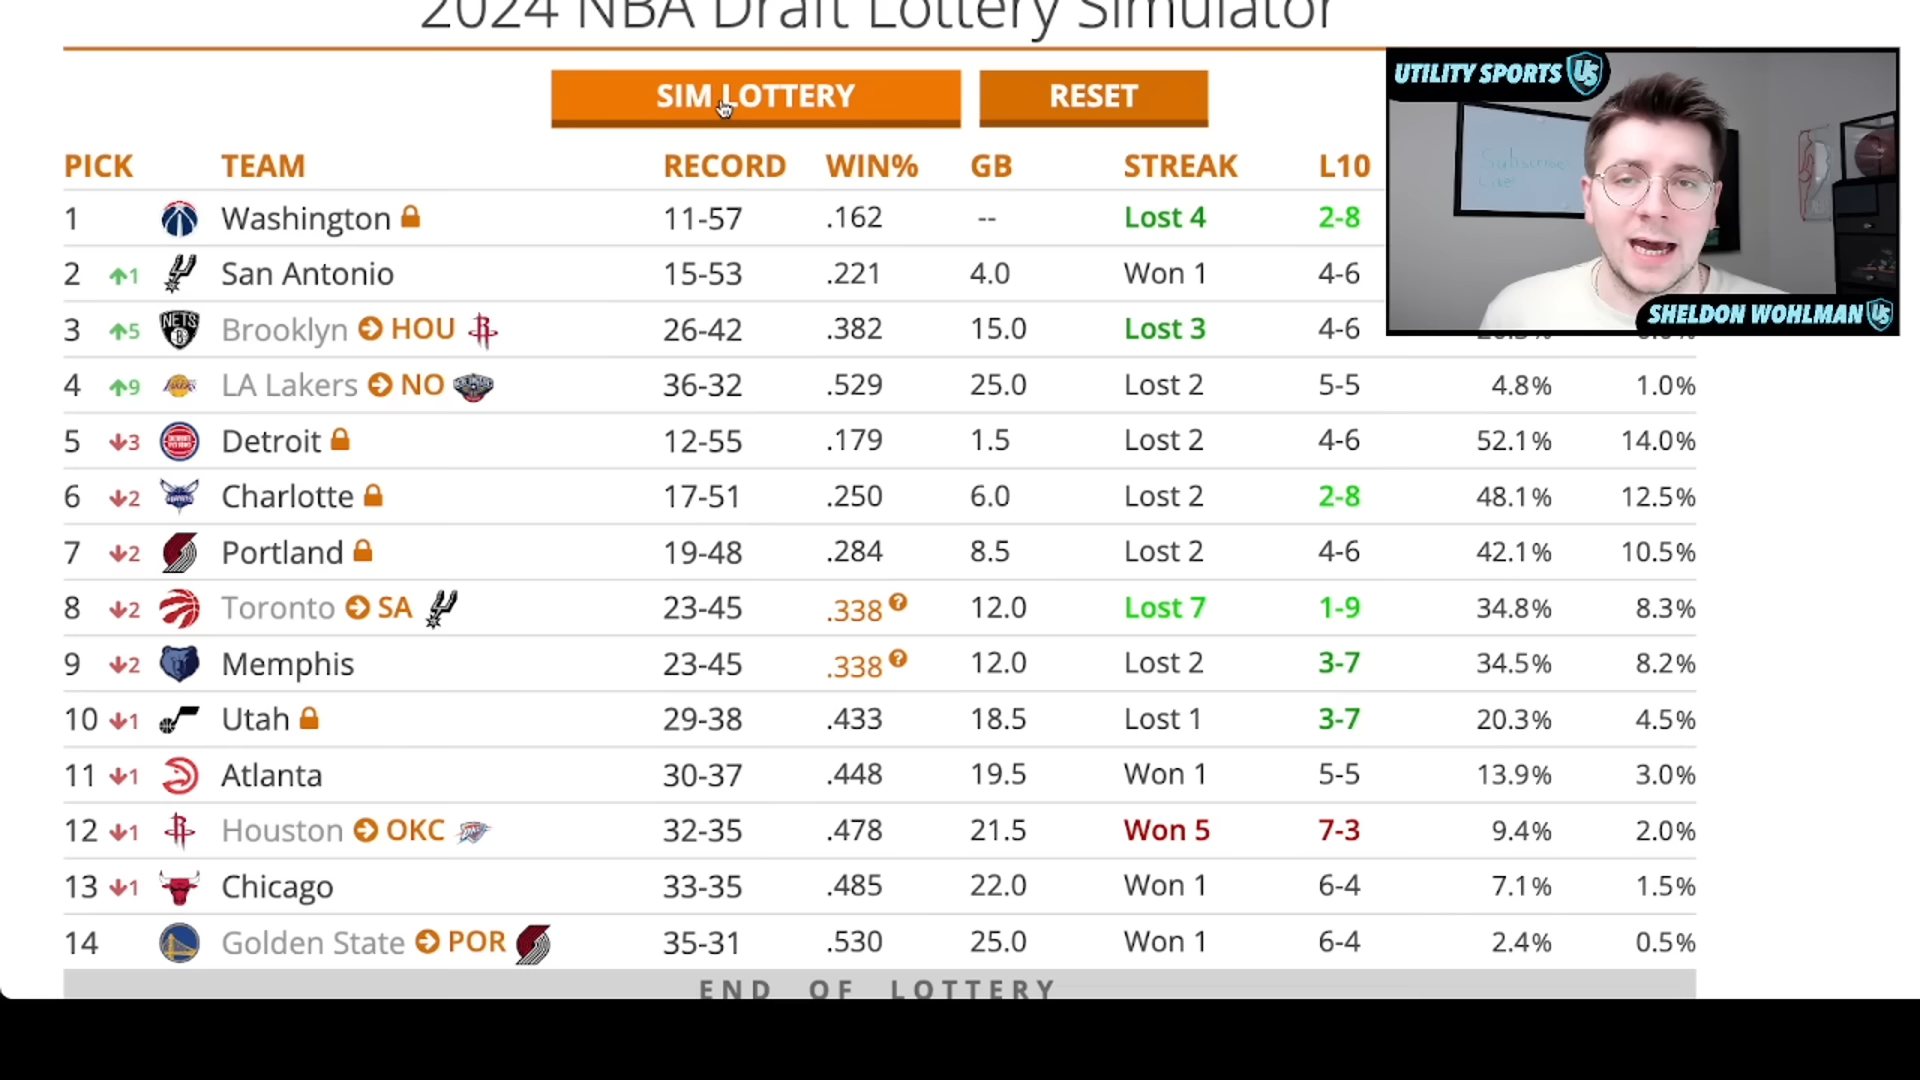 2024 NBA Draft Lottery Simulator
SIM LOTTERY RESET
UTILITY SPORTS US
Subscribe
Like
SHELDON WOHLMAN US
PICK TEAM RECORD WIN% GB STREAK L10
1 Washington 11-57 .162 -- Lost 4 2-8
2 1 San Antonio 15-53 .221 4.0 Won 1 4-6
3 5 NETS B Brooklyn HOU 26-42 .382 15.0 Lost 3 4-6
4 9 LA Lakers NO 36-32 .529 25.0 Lost 2 5-5 4.8% 1.0%
5 3 Detroit 12-55 .179 1.5 Lost 2 4-6 52.1% 14.0%
6 2 Charlotte 17-51 .250 6.0 Lost 2 2-8 48.1% 12.5%
7 2 Portland 19-48 .284 8.5 Lost 2 4-6 42.1% 10.5%
8 2 Toronto SA 23-45 .338 ? 12.0 Lost 7 1-9 34.8% 8.3%
9 2 Memphis 23-45 .338 ? 12.0 Lost 2 3-7 34.5% 8.2%
10 1 Utah 29-38 .433 18.5 Lost 1 3-7 20.3% 4.5%
11 1 Atlanta 30-37 .448 19.5 Won 1 5-5 13.9% 3.0%
12 1 Houston OKC 32-35 .478 21.5 Won 5 7-3 9.4% 2.0%
13 1 Chicago 33-35 .485 22.0 Won 1 6-4 7.1% 1.5%
14 Golden State POR 35-31 .530 25.0 Won 1 6-4 2.4% 0.5%
END OF LOTTERY